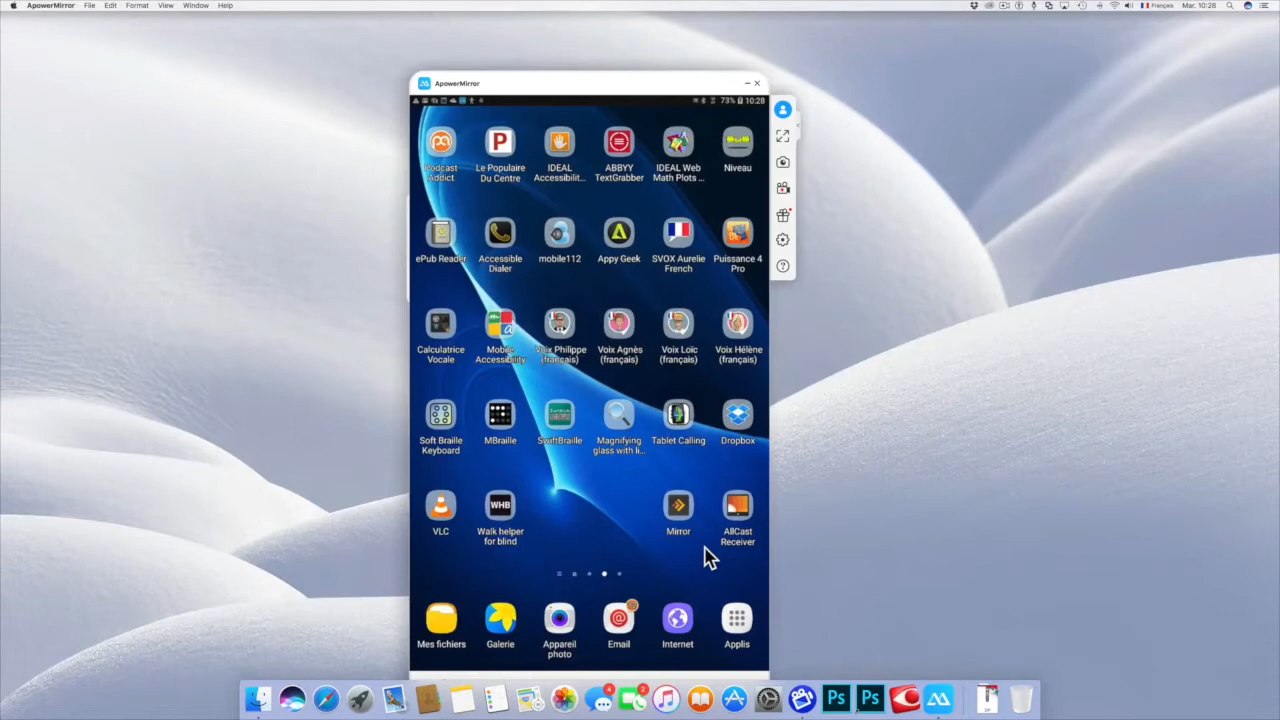 ApowerMirror File Edit Format View Window Help Français Mar. 10:28
ApowerMirror
73% 10:28
Podcast Addict
Le Populaire Du Centre
IDEAL Accessibilit...
ABBYY TextGrabber
IDEAL Web Math Plots ...
Niveau
ePub Reader
Accessible Dialer
mobile112
Appy Geek
SVOX Aurelie French
Puissance 4 Pro
Calculatrice Vocale
Mobile Accessibility
Voix Philippe (français)
Voix Agnès (français)
Voix Loïc (français)
Voix Hélène (français)
Soft Braille Keyboard
MBraille
SwiftBraille
Magnifying glass with li...
Tablet Calling
Dropbox
WHB
VLC
Walk helper for blind
Mirror
AllCast Receiver
Mes fichiers
Galerie
Appareil photo
Email
Internet
Applis
4 2 Ps Ps